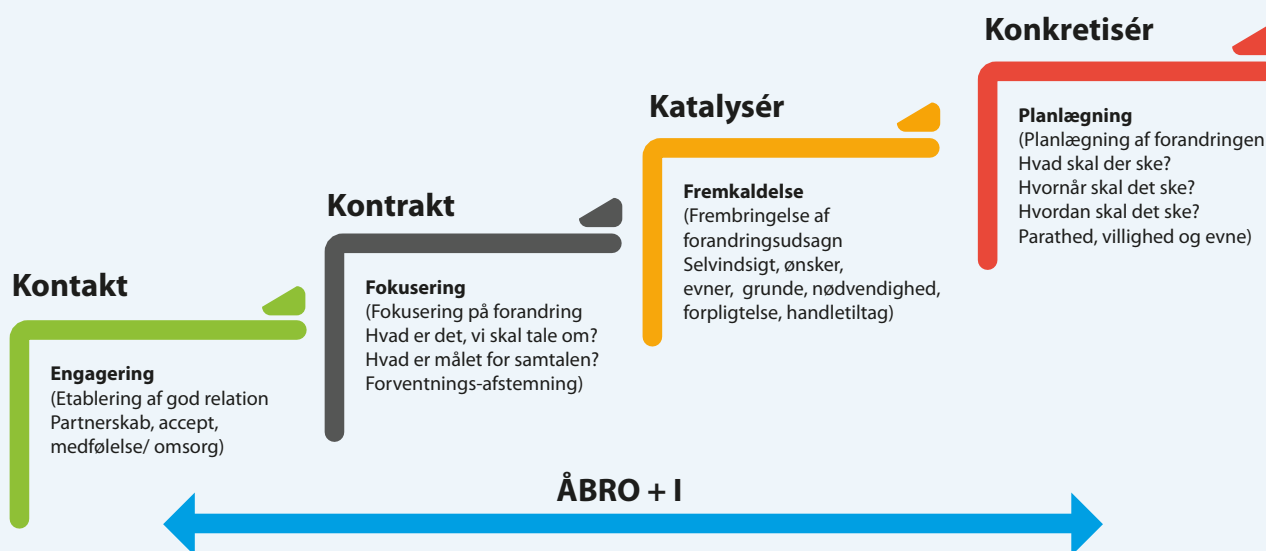 Kontakt
Engagering
(Etablering af god relation
Partnerskab, accept,
medfølelse/ omsorg)
Kontrakt
Fokusering
(Fokusering på forandring
Hvad er det, vi skal tale om?
Hvad er målet for samtalen?
Forventnings-afstemning)
Katalysér
Fremkaldelse
(Frembringelse af
forandringsudsagn
Selvindsigt, ønsker,
evner, grunde, nødvendighed,
forpligtelse, handletiltag)
Konkretisér
Planlægning
(Planlægning af forandringen
Hvad skal der ske?
Hvornår skal det ske?
Hvordan skal det ske?
Parathed, villighed og evne)
ÅBRO + I